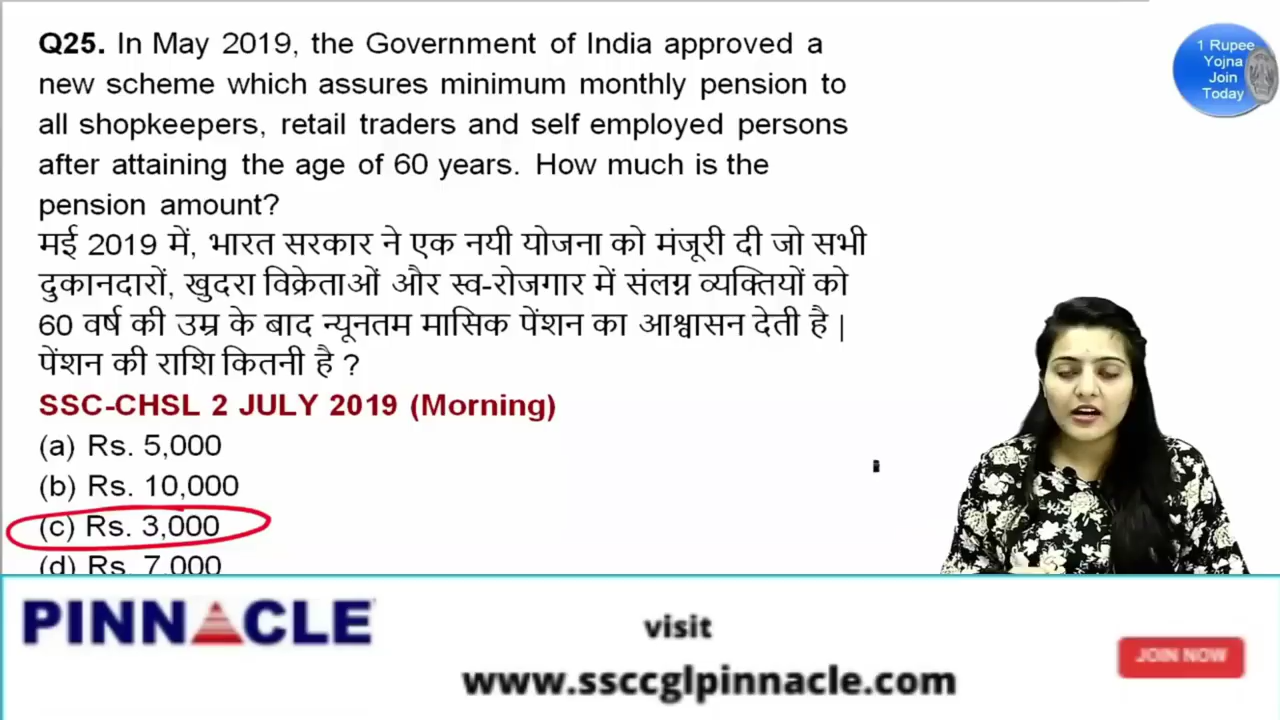 Q25. In May 2019, the Government of India approved a
new scheme which assures minimum monthly pension to
all shopkeepers, retail traders and self employed persons
after attaining the age of 60 years. How much is the
pension amount?
मई 2019 में, भारत सरकार ने एक नयी योजना को मंजूरी दी जो सभी
दुकानदारों, खुदरा विक्रेताओं और स्व-रोजगार में संलग्न व्यक्तियों को
60 वर्ष की उम्र के बाद न्यूनतम मासिक पेंशन का आश्वासन देती है |
पेंशन की राशि कितनी है ?
SSC-CHSL 2 JULY 2019 (Morning)
(a) Rs. 5,000
(b) Rs. 10,000
(c) Rs. 3,000
(d) Rs. 7,000
1 Rupee
Yojna
Join
Today
PINNACLE
visit
www.ssccglpinnacle.com
JOIN NOW